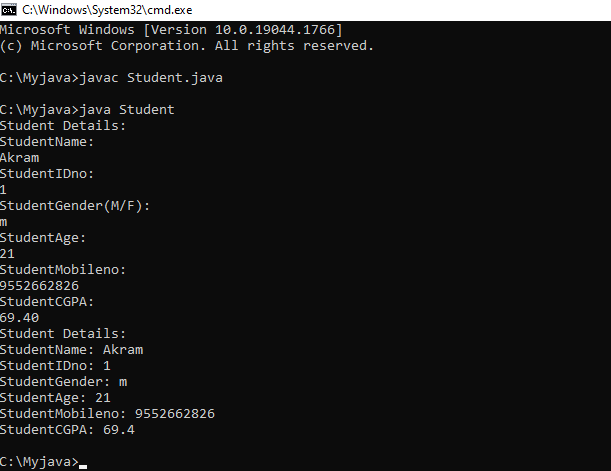 C:\Windows\System32\cmd.exe
Microsoft Windows [Version 10.0.19044.1766]
(c) Microsoft Corporation. All rights reserved.
C:\Myjava>javac Student.java
C:\Myjava>java Student
Student Details:
StudentName:
Akram
StudentIDno:
1
StudentGender(M/F):
m
StudentAge:
21
StudentMobileno:
9552662826
StudentCGPA:
69.40
Student Details:
StudentName: Akram
StudentIDno: 1
StudentGender: m
StudentAge: 21
StudentMobileno: 9552662826
StudentCGPA: 69.4
C:\Myjava>